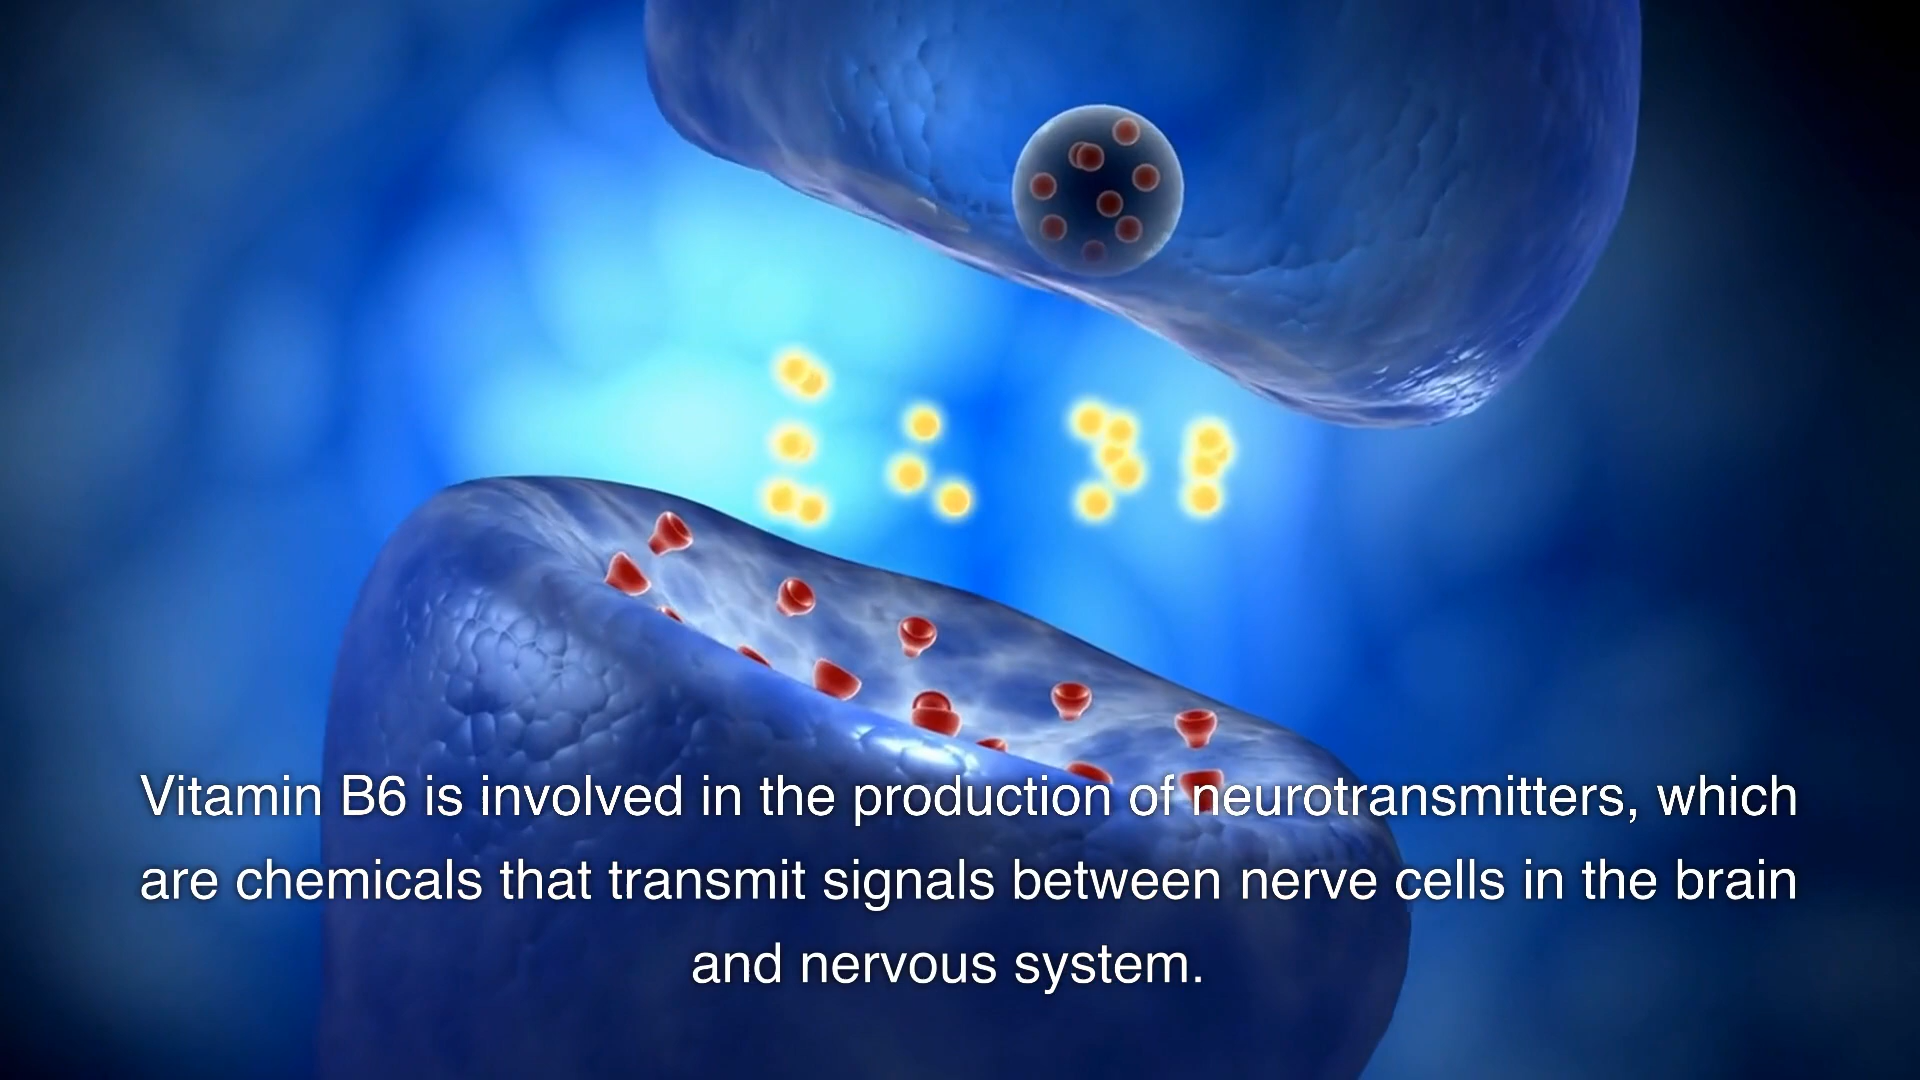 Vitamin B6 is involved in the production of neurotransmitters, which
are chemicals that transmit signals between nerve cells in the brain
and nervous system.